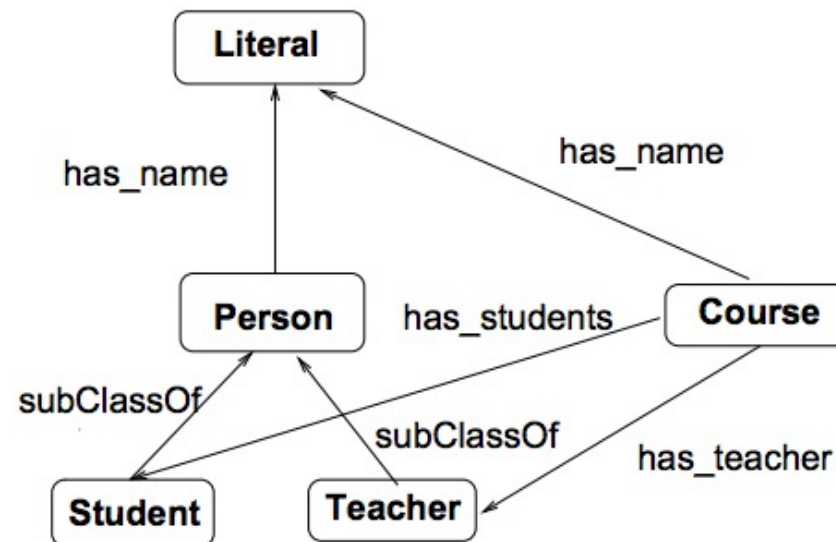 Literal
has_name
has_name
Person
has_students
Course
subClassOf
subClassOf
has_teacher
Student
Teacher